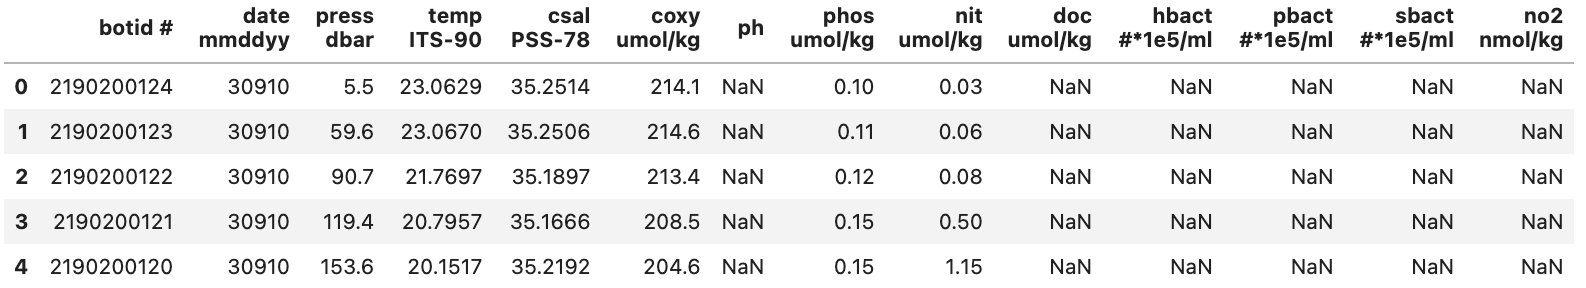 botid # date mmddyy press dbar temp ITS-90 csal PSS-78 coxy umol/kg ph phos umol/kg nit umol/kg doc umol/kg hbact #*1e5/ml pbact #*1e5/ml sbact #*1e5/ml no2 nmol/kg
0 2190200124 30910 5.5 23.0629 35.2514 214.1 NaN 0.10 0.03 NaN NaN NaN NaN NaN
1 2190200123 30910 59.6 23.0670 35.2506 214.6 NaN 0.11 0.06 NaN NaN NaN NaN NaN
2 2190200122 30910 90.7 21.7697 35.1897 213.4 NaN 0.12 0.08 NaN NaN NaN NaN NaN
3 2190200121 30910 119.4 20.7957 35.1666 208.5 NaN 0.15 0.50 NaN NaN NaN NaN NaN
4 2190200120 30910 153.6 20.1517 35.2192 204.6 NaN 0.15 1.15 NaN NaN NaN NaN NaN